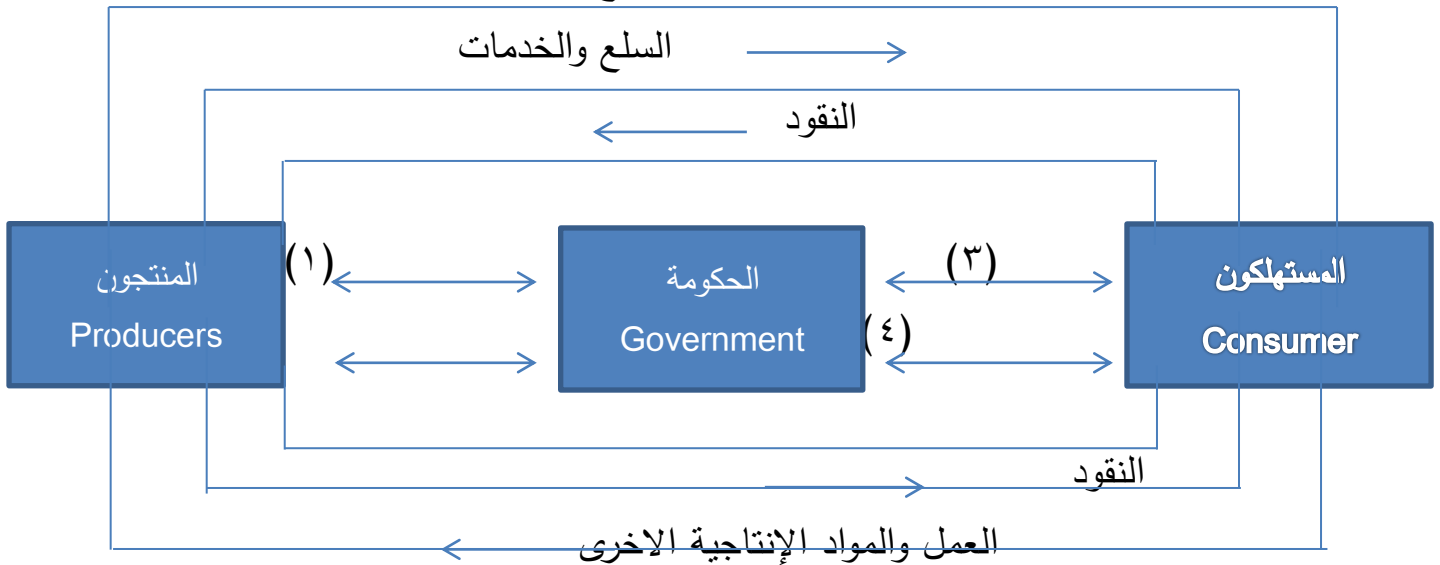 السلع والخدمات
النقود
المنتجون
Producers
(١)
الحكومة
Government
(٣)
(٤)
المستهلكون
Consumer
النقود
العمل والمواد الإنتاجية الاخرى